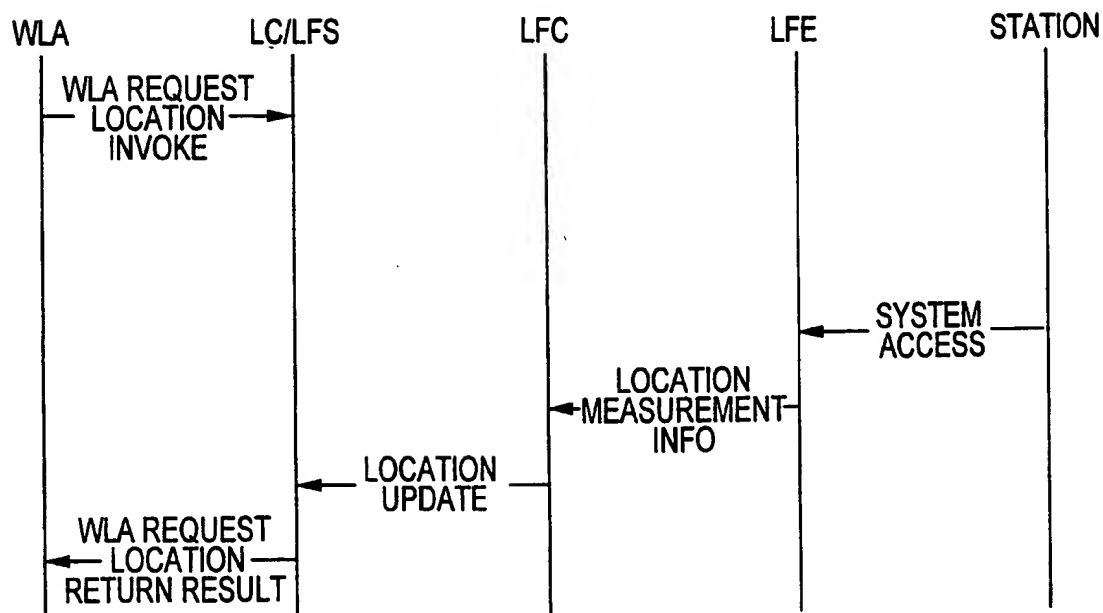 WLA LC/LFS LFC LFE STATION
WLA REQUEST
LOCATION
INVOKE
SYSTEM
ACCESS
LOCATION
MEASUREMENT
INFO
LOCATION
UPDATE
WLA REQUEST
LOCATION
RETURN RESULT